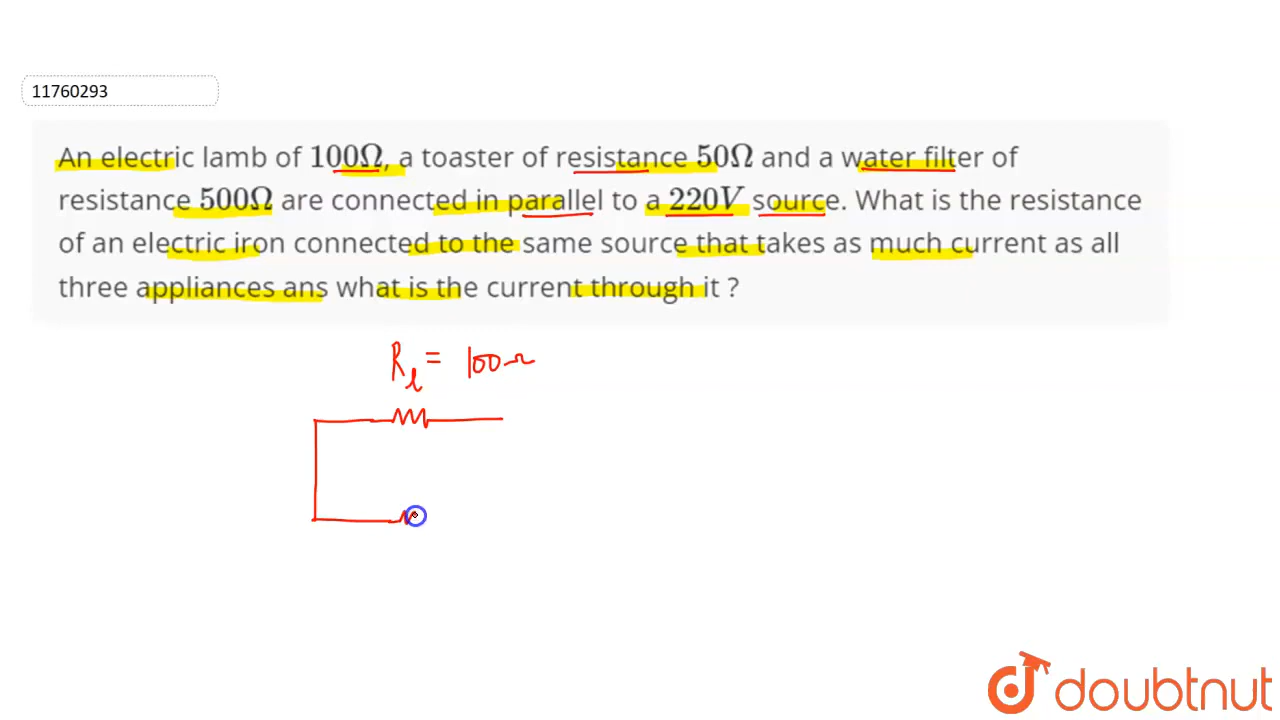 11760293
An electric lamb of 100Ω, a toaster of resistance 50Ω and a water filter of
resistance 500Ω are connected in parallel to a 220V source. What is the resistance
of an electric iron connected to the same source that takes as much current as all
three appliances ans what is the current through it ?
R_l = 100Ω
doubtnut